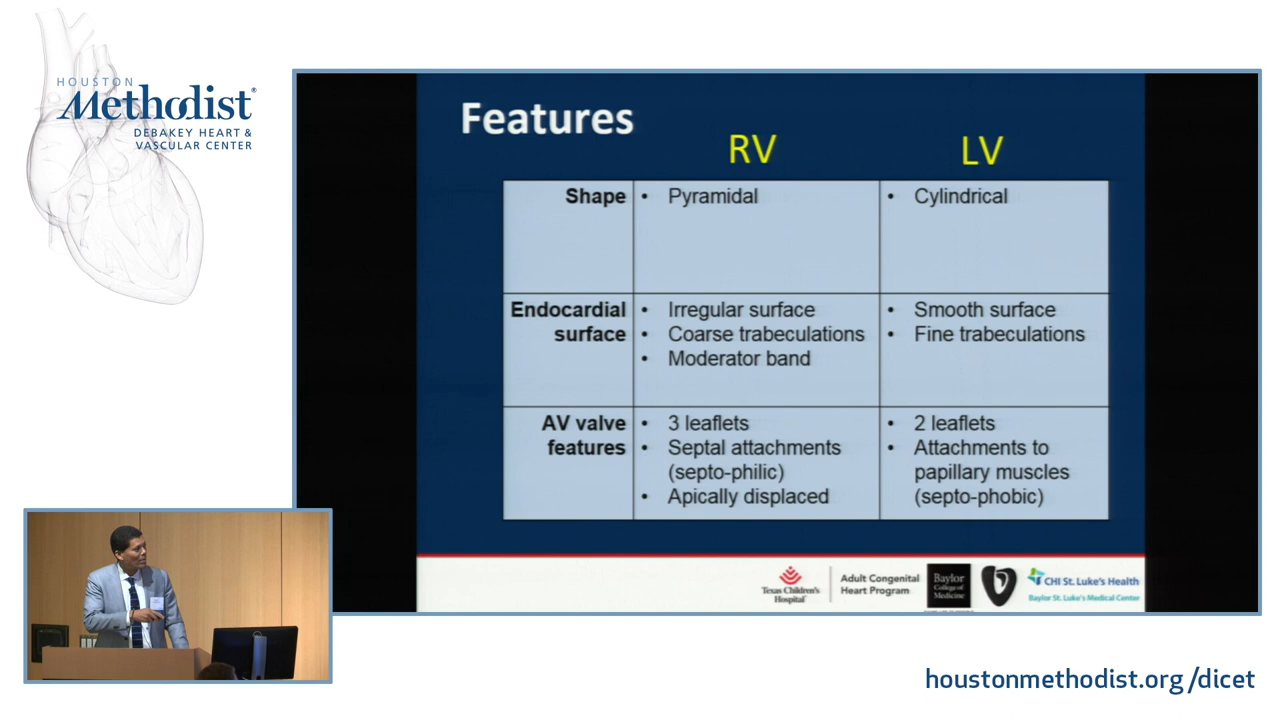 HOUSTON
Methodist®
DEBAKEY HEART &
VASCULAR CENTER
Features
RV
LV
Shape
• Pyramidal
• Cylindrical
Endocardial
surface
• Irregular surface
• Coarse trabeculations
• Moderator band
• Smooth surface
• Fine trabeculations
AV valve
features
• 3 leaflets
• Septal attachments
(septo-philic)
• Apically displaced
• 2 leaflets
• Attachments to
papillary muscles
(septo-phobic)
Texas Children's
Hospital
Adult Congenital
Heart Program
Baylor
College of
Medicine
CHI St. Luke's Health
Baylor St. Luke's Medical Center
houstonmethodist.org/dicet